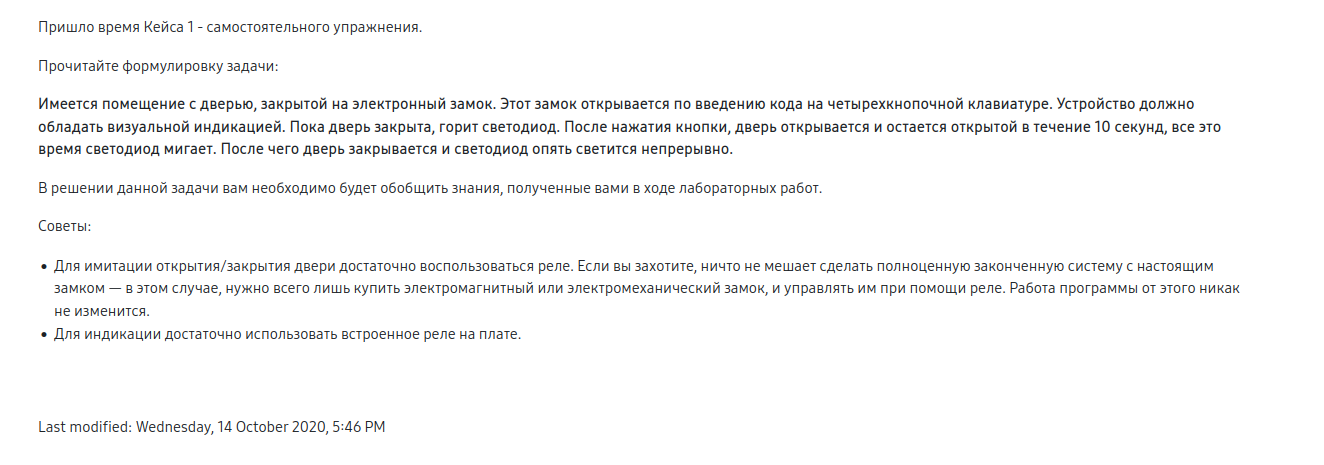 Пришло время Кейса 1 - самостоятельного упражнения.
Прочитайте формулировку задачи:
Имеется помещение с дверью, закрытой на электронный замок. Этот замок открывается по введению кода на четырехкнопочной клавиатуре. Устройство должно
обладать визуальной индикацией. Пока дверь закрыта, горит светодиод. После нажатия кнопки, дверь открывается и остается открытой в течение 10 секунд, все это
время светодиод мигает. После чего дверь закрывается и светодиод опять светится непрерывно.
В решении данной задачи вам необходимо будет обобщить знания, полученные вами в ходе лабораторных работ.
Советы:
• Для имитации открытия/закрытия двери достаточно воспользоваться реле. Если вы захотите, ничто не мешает сделать полноценную законченную систему с настоящим
замком — в этом случае, нужно всего лишь купить электромагнитный или электромеханический замок, и управлять им при помощи реле. Работа программы от этого никак
не изменится.
• Для индикации достаточно использовать встроенное реле на плате.
Last modified: Wednesday, 14 October 2020, 5:46 PM